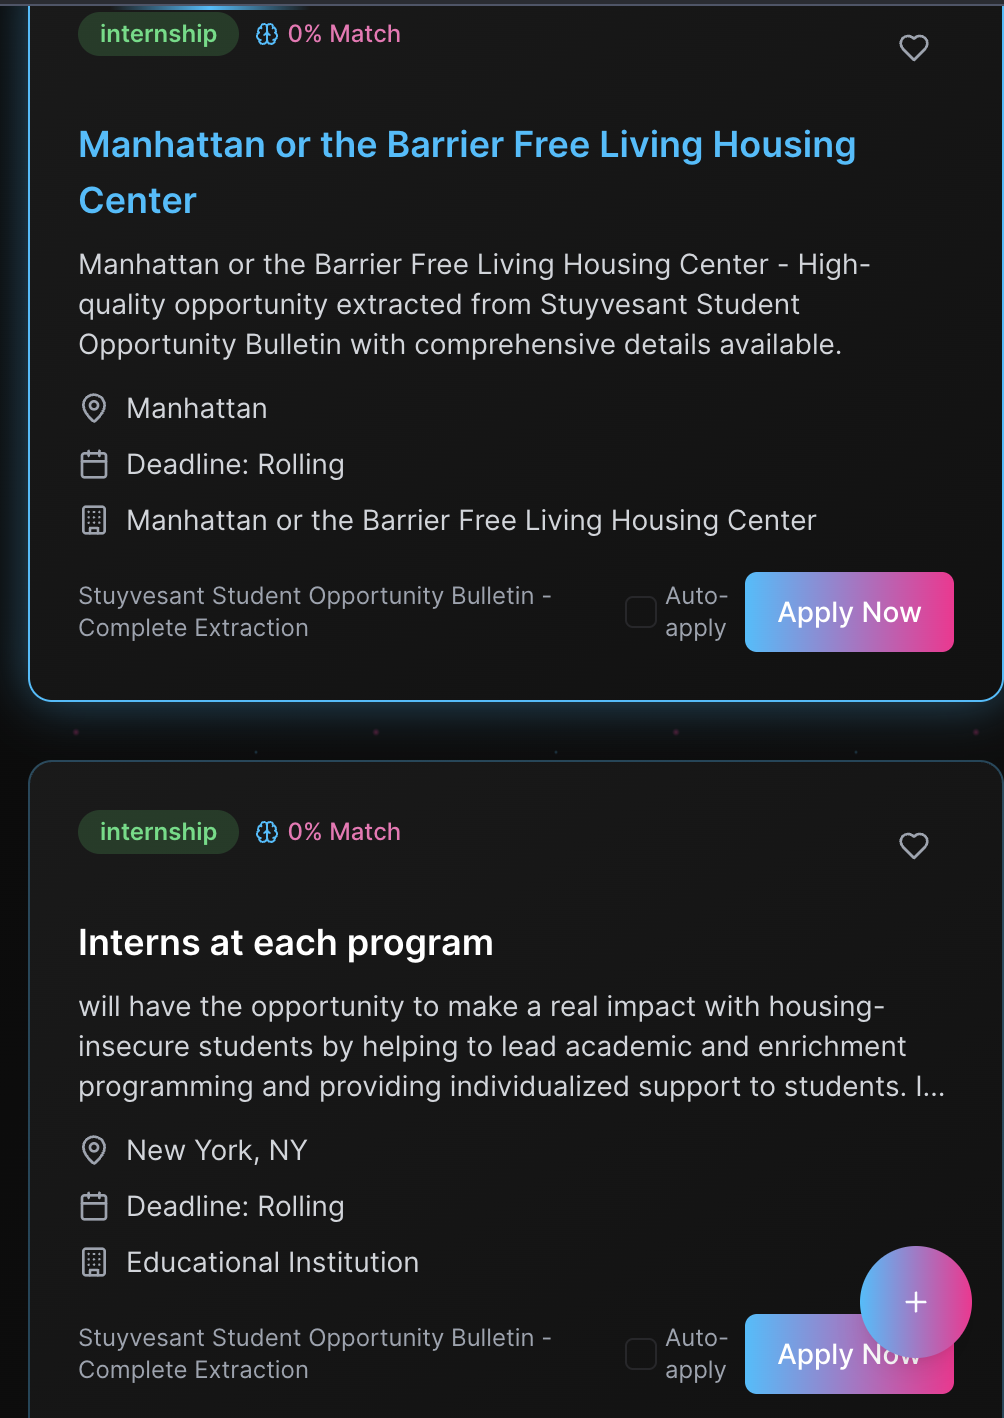 internship 0% Match
Manhattan or the Barrier Free Living Housing
Center
Manhattan or the Barrier Free Living Housing Center - High-
quality opportunity extracted from Stuyvesant Student
Opportunity Bulletin with comprehensive details available.
Manhattan
Deadline: Rolling
Manhattan or the Barrier Free Living Housing Center
Stuyvesant Student Opportunity Bulletin -
Complete Extraction
Auto-
apply
Apply Now
internship 0% Match
Interns at each program
will have the opportunity to make a real impact with housing-
insecure students by helping to lead academic and enrichment
programming and providing individualized support to students. I...
New York, NY
Deadline: Rolling
Educational Institution
Stuyvesant Student Opportunity Bulletin -
Complete Extraction
Auto-
apply
Apply Now
+